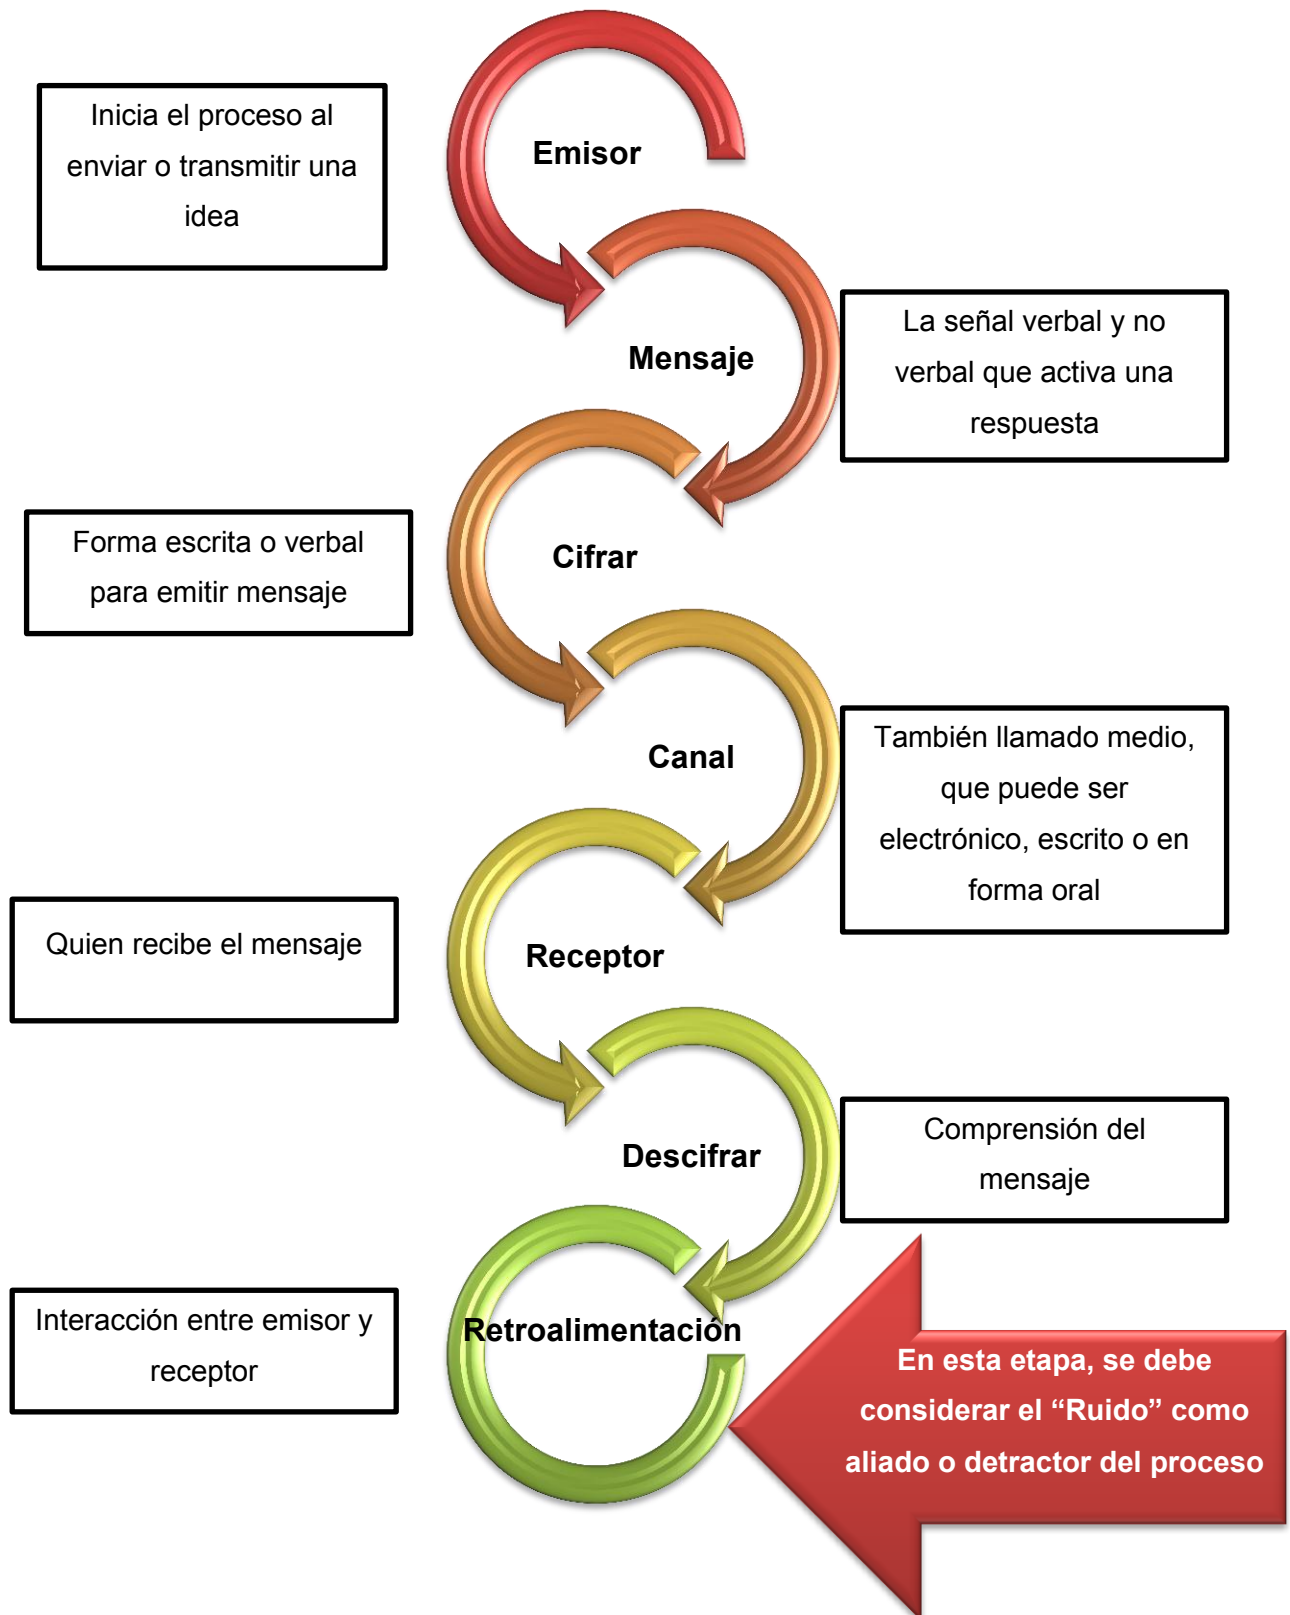 Emisor
Inicia el proceso al
enviar o transmitir una
idea
Mensaje
La señal verbal y no
verbal que activa una
respuesta
Cifrar
Forma escrita o verbal
para emitir mensaje
Canal
También llamado medio,
que puede ser
electrónico, escrito o en
forma oral
Receptor
Quien recibe el mensaje
Descifrar
Comprensión del
mensaje
Retroalimentación
Interacción entre emisor y
receptor
En esta etapa, se debe
considerar el “Ruido” como
aliado o detractor del proceso